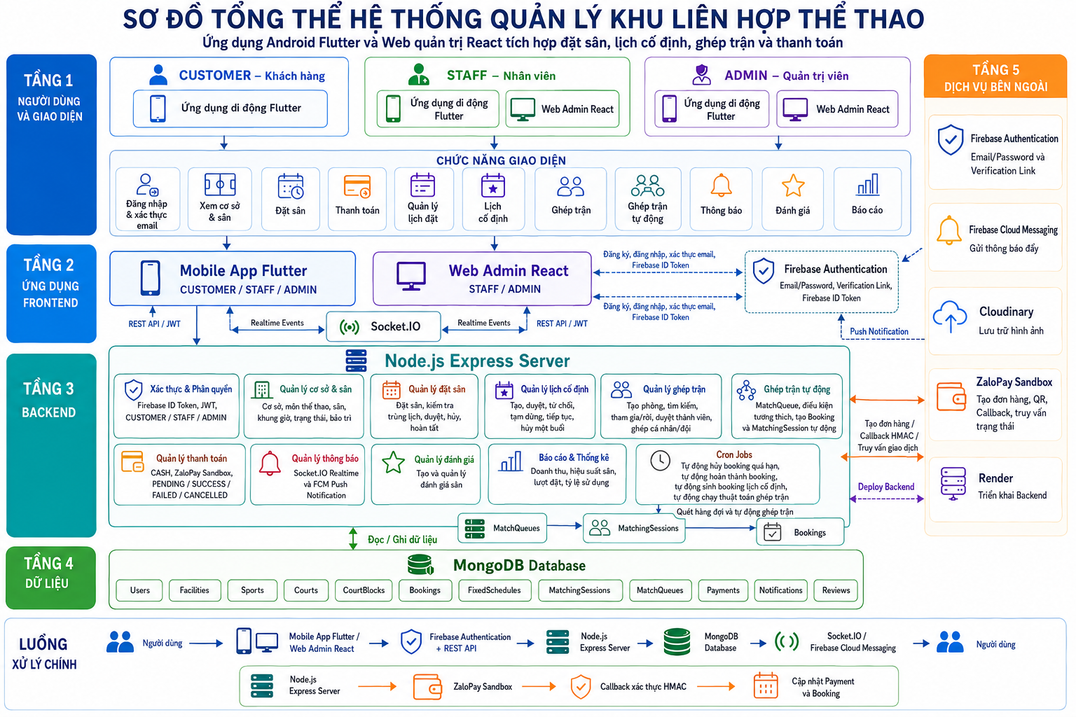 SƠ ĐỒ TỔNG THỂ HỆ THỐNG QUẢN LÝ KHU LIÊN HỢP THỂ THAO
Ứng dụng Android Flutter và Web quản trị React tích hợp đặt sân, lịch cố định, ghép trận và thanh toán
TẦNG 1
NGƯỜI DÙNG
VÀ GIAO DIỆN
CUSTOMER – Khách hàng
Ứng dụng di động Flutter
STAFF – Nhân viên
Ứng dụng di động
Flutter
Web Admin React
ADMIN – Quản trị viên
Ứng dụng di động
Flutter
Web Admin React
CHỨC NĂNG GIAO DIỆN
Đăng nhập
& xác thực
email
Xem cơ sở
& sân
Đặt sân
Thanh toán
Quản lý
lịch đặt
Lịch
cố định
Ghép trận
Ghép trận
tự động
Thông báo
Đánh giá
Báo cáo
TẦNG 2
ỨNG DỤNG
FRONTEND
Mobile App Flutter
CUSTOMER / STAFF / ADMIN
Web Admin React
STAFF / ADMIN
Đăng ký, đăng nhập, xác thực email,
Firebase ID Token
Đăng ký, đăng nhập, xác thực email,
Firebase ID Token
Firebase Authentication
Email/Password, Verification Link,
Firebase ID Token
REST API / JWT
Realtime Events
Socket.IO
Realtime Events
REST API / JWT
Push Notification
TẦNG 3
BACKEND
Node.js Express Server
Xác thực & Phân quyền
Firebase ID Token, JWT,
CUSTOMER / STAFF / ADMIN
Quản lý cơ sở & sân
Cơ sở, môn thể thao, sân,
khung giờ, trạng thái, bảo trì
Quản lý đặt sân
Đặt sân, kiểm tra
trùng lịch, duyệt, hủy,
hoàn tất
Quản lý lịch cố định
Tạo, duyệt, từ chối,
tạm dừng, tiếp tục,
hủy một buổi
Quản lý ghép trận
Tạo phòng, tìm kiếm,
tham gia/rời, duyệt thành viên,
ghép cá nhân/đội
Ghép trận tự động
MatchQueue, điều kiện
tương thích, tạo Booking
và MatchingSession tự động
Quản lý thanh toán
CASH, ZaloPay Sandbox,
PENDING / SUCCESS /
FAILED / CANCELLED
Quản lý thông báo
Socket.IO Realtime
và FCM Push
Notification
Quản lý đánh giá
Tạo và quản lý
đánh giá sân
Báo cáo & Thống kê
Doanh thu, hiệu suất sân,
lượt đặt, tỷ lệ sử dụng
Cron Jobs
Tự động hủy booking quá hạn,
tự động hoàn thành booking,
tự động sinh booking lịch cố định,
tự động chạy thuật toán ghép trận
Quét hàng đợi và tự động ghép trận
MatchQueues
MatchingSessions
Bookings
Tạo đơn hàng /
Callback HMAC /
Truy vấn giao dịch
Deploy Backend
Đọc / Ghi dữ liệu
TẦNG 4
DỮ LIỆU
MongoDB Database
Users
Facilities
Sports
Courts
CourtBlocks
Bookings
FixedSchedules
MatchingSessions
MatchQueues
Payments
Notifications
Reviews
TẦNG 5
DỊCH VỤ BÊN NGOÀI
Firebase Authentication
Email/Password và
Verification Link
Firebase Cloud Messaging
Gửi thông báo đẩy
Cloudinary
Lưu trữ hình ảnh
ZaloPay Sandbox
Tạo đơn hàng, QR,
Callback, truy vấn
trạng thái
Render
Triển khai Backend
LUỒNG
XỬ LÝ CHÍNH
Người dùng
Mobile App Flutter /
Web Admin React
Firebase Authentication
+ REST API
Node.js
Express Server
MongoDB
Database
Socket.IO /
Firebase Cloud Messaging
Người dùng
Node.js
Express Server
ZaloPay Sandbox
Callback xác thực HMAC
Cập nhật Payment
và Booking